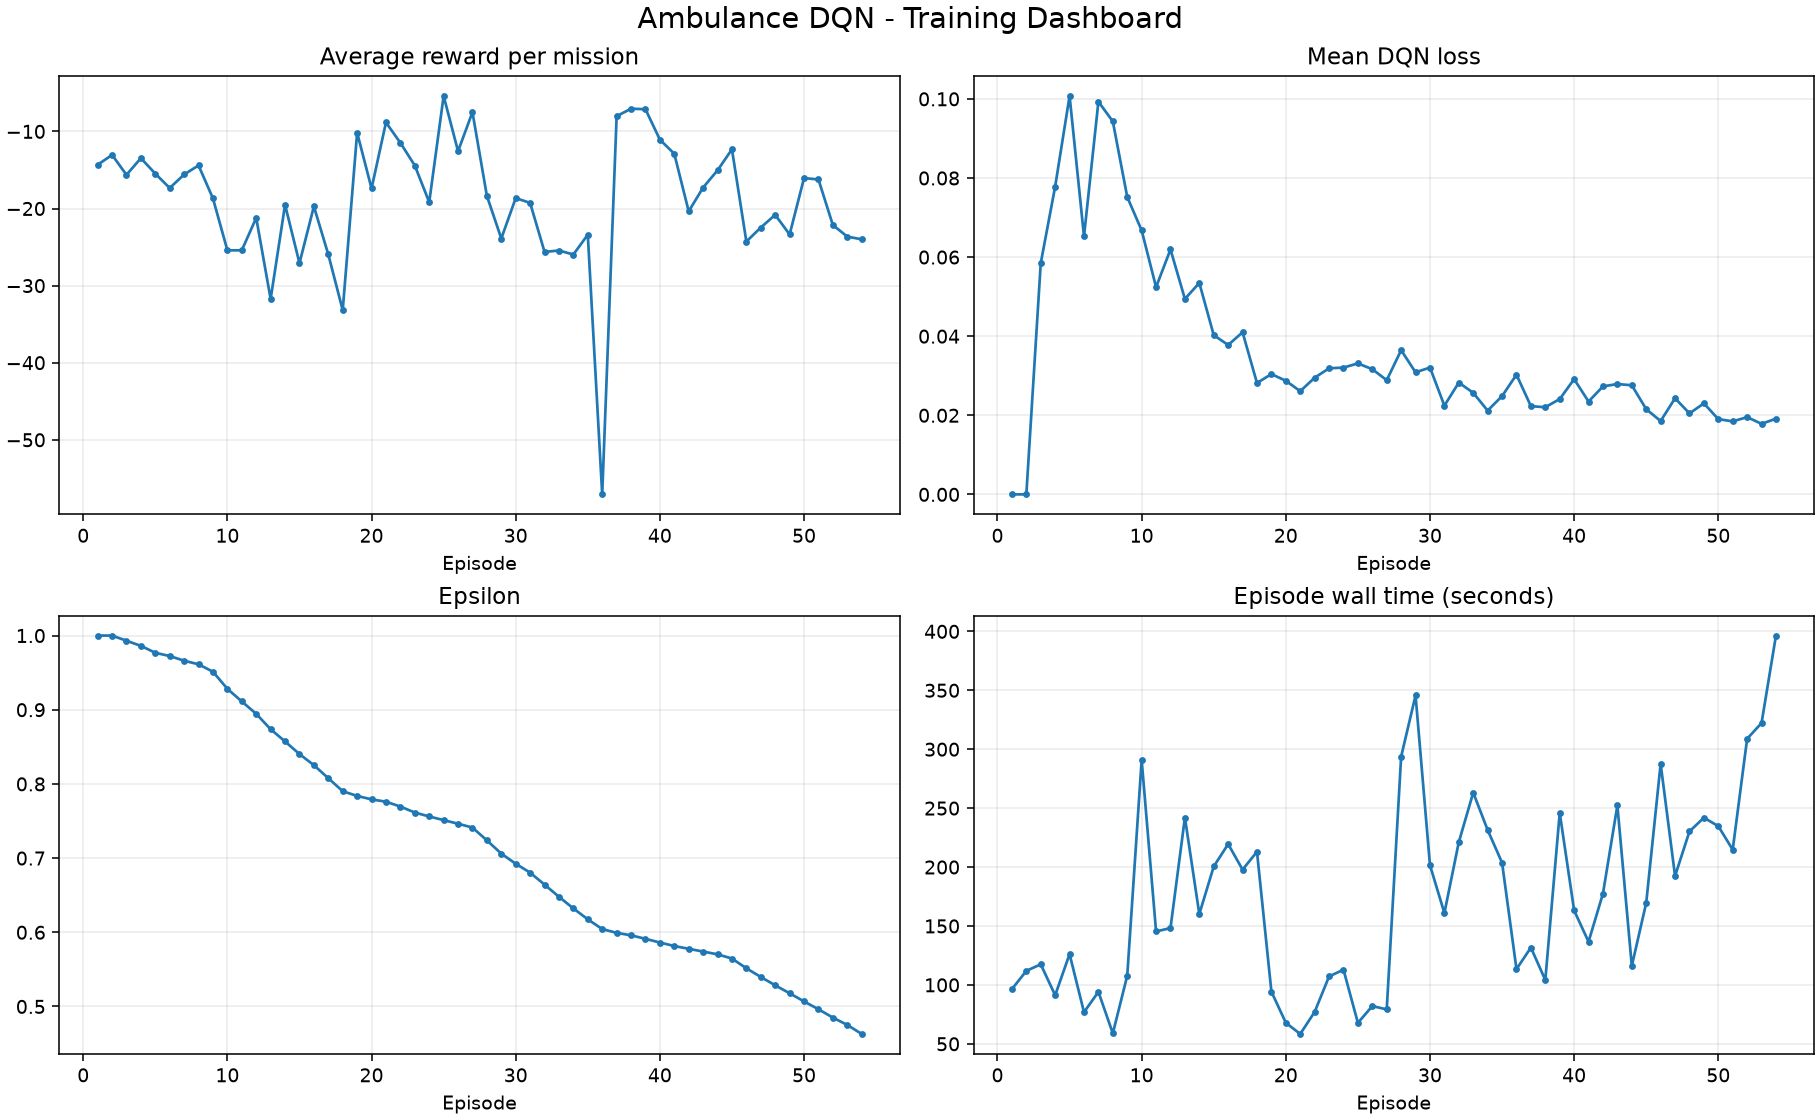 Ambulance DQN - Training Dashboard
Average reward per mission
−10
−20
−30
−40
−50
0 10 20 30 40 50
Episode
Mean DQN loss
0.10
0.08
0.06
0.04
0.02
0.00
0 10 20 30 40 50
Episode
Epsilon
1.0
0.9
0.8
0.7
0.6
0.5
0 10 20 30 40 50
Episode
Episode wall time (seconds)
400
350
300
250
200
150
100
50
0 10 20 30 40 50
Episode